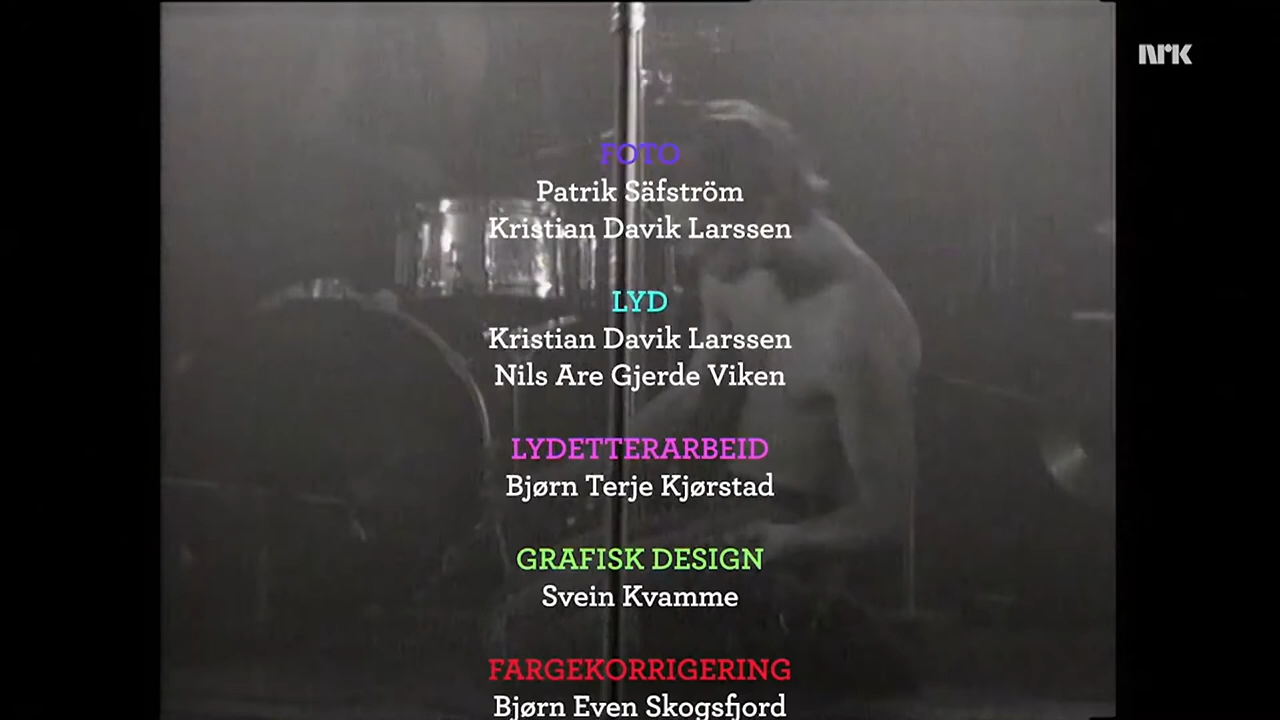 NRK
FOTO
Patrik Säfström
Kristian Davik Larssen
LYD
Kristian Davik Larssen
Nils Are Gjerde Viken
LYDETTERARBEID
Bjørn Terje Kjørstad
GRAFISK DESIGN
Svein Kvamme
FARGEKORRIGERING
Bjørn Even Skogsfjord